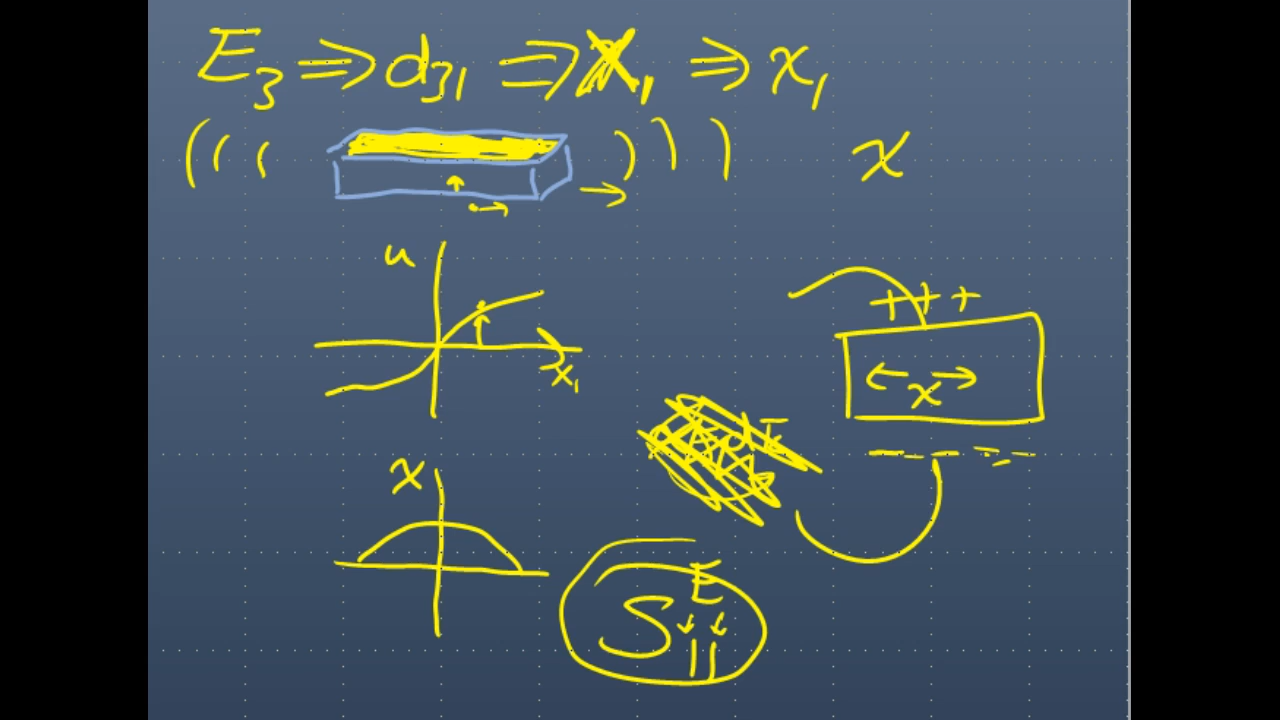 E₃ ⇒ d₃₁ ⇒ X₁ ⇒ x₁
x
u
+ + +
x₁
x
x
S₁₁ᴱ